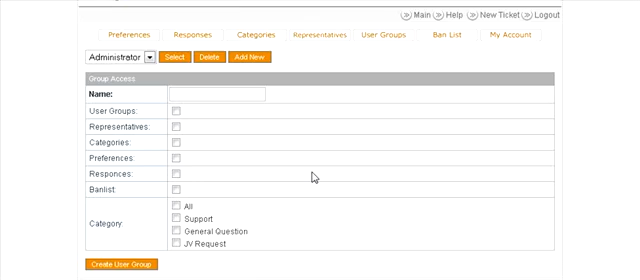 Main Help New Ticket Logout
Preferences Responses Categories Representatives User Groups Ban List My Account
Administrator Select Delete Add New
Group Access
Name:
User Groups:
Representatives:
Categories:
Preferences
Responces:
Banlist:
Category:
All
Support
General Question
JV Request
Create User Group